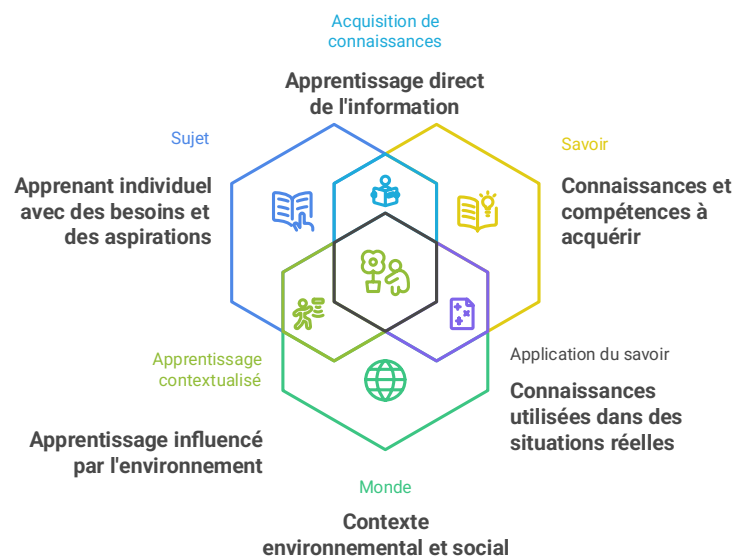 Acquisition de
connaissances
Apprentissage direct
de l'information
Sujet
Apprenant individuel
avec des besoins et
des aspirations
Savoir
Connaissances et
compétences à
acquérir
Apprentissage
contextualisé
Apprentissage influencé
par l'environnement
Application du savoir
Connaissances
utilisées dans des
situations réelles
Monde
Contexte
environnemental et social